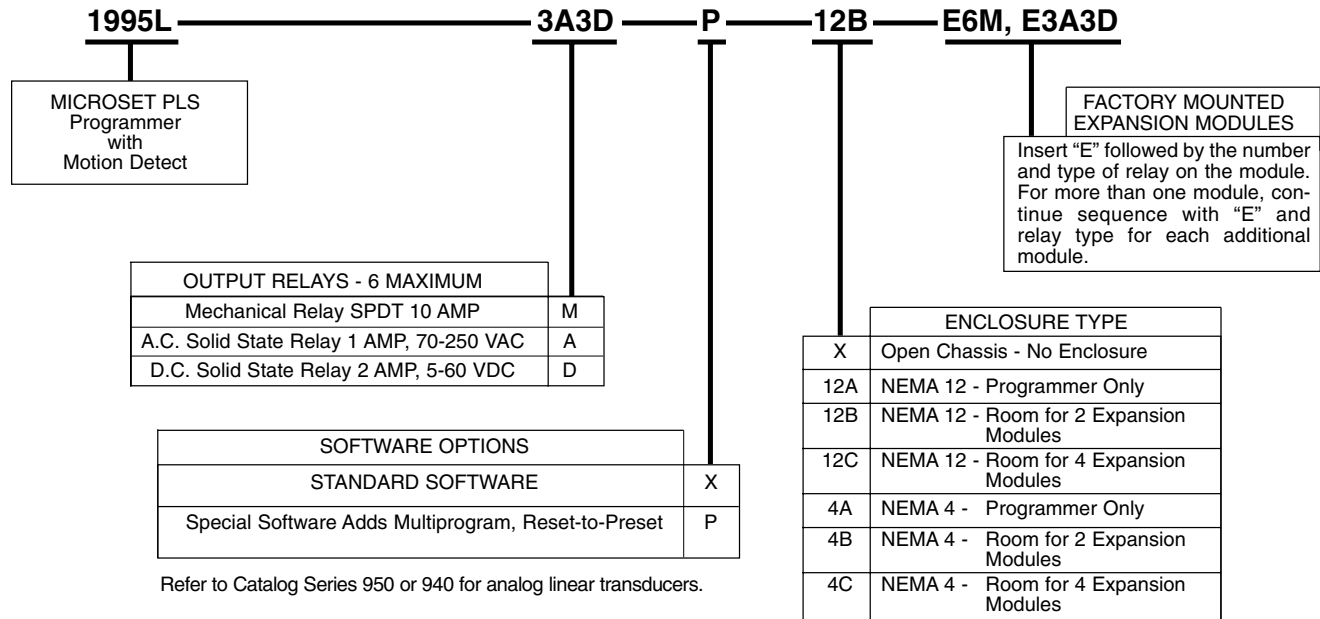 1995L 3A3D P 12B E6M, E3A3D
MICROSET PLS
Programmer
with
Motion Detect
FACTORY MOUNTED
EXPANSION MODULES
Insert “E” followed by the number
and type of relay on the module.
For more than one module, con-
tinue sequence with “E” and
relay type for each additional
module.
OUTPUT RELAYS - 6 MAXIMUM
Mechanical Relay SPDT 10 AMP M
A.C. Solid State Relay 1 AMP, 70-250 VAC A
D.C. Solid State Relay 2 AMP, 5-60 VDC D
SOFTWARE OPTIONS
STANDARD SOFTWARE X
Special Software Adds Multiprogram, Reset-to-Preset P
Refer to Catalog Series 950 or 940 for analog linear transducers.
ENCLOSURE TYPE
X Open Chassis - No Enclosure
12A NEMA 12 - Programmer Only
12B NEMA 12 - Room for 2 Expansion
Modules
12C NEMA 12 - Room for 4 Expansion
Modules
4A NEMA 4 - Programmer Only
4B NEMA 4 - Room for 2 Expansion
Modules
4C NEMA 4 - Room for 4 Expansion
Modules